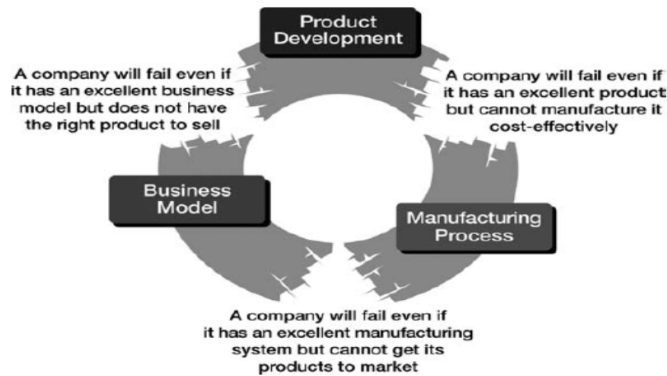 Product
Development
A company will fail even if
it has an excellent business
model but does not have
the right product to sell
A company will fail even if
it has an excellent product
but cannot manufacture it
cost-effectively
Business
Model
Manufacturing
Process
A company will fail even if
it has an excellent manufacturing
system but cannot get its
products to market